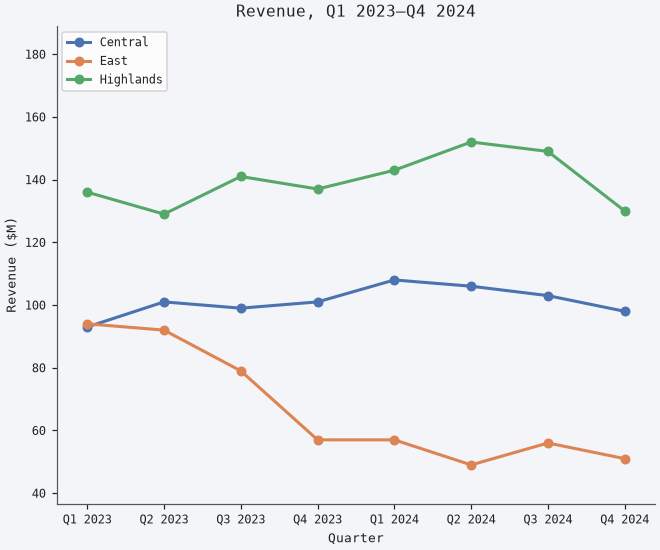 Revenue, Q1 2023–Q4 2024
Central
East
Highlands
Revenue ($M)
180
160
140
120
100
80
60
40
Q1 2023 Q2 2023 Q3 2023 Q4 2023 Q1 2024 Q2 2024 Q3 2024 Q4 2024
Quarter